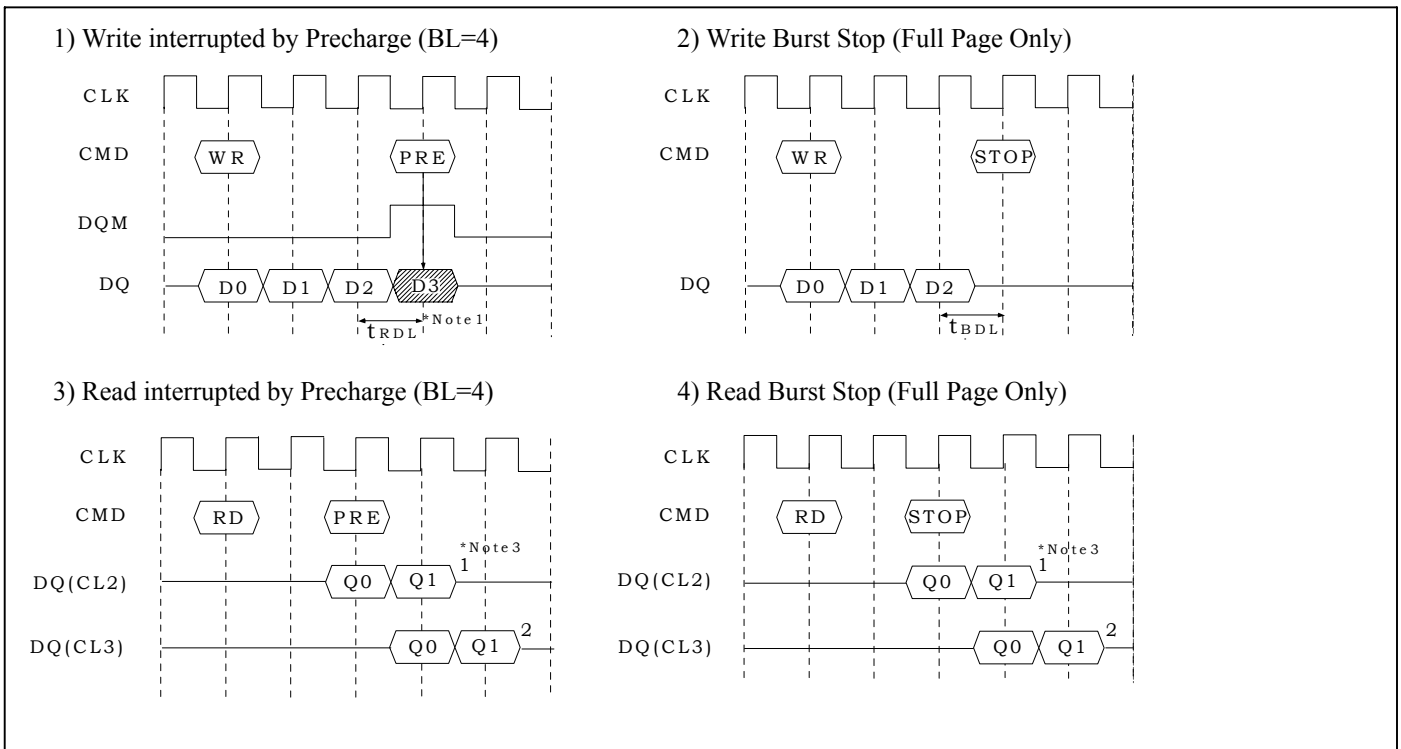 1) Write interrupted by Precharge (BL=4)
CLK
CMD WR PRE
DQM
DQ D0 D1 D2 D3
tRDL *Note1
2) Write Burst Stop (Full Page Only)
CLK
CMD WR STOP
DQ D0 D1 D2
tBDL
3) Read interrupted by Precharge (BL=4)
CLK
CMD RD PRE
*Note3
DQ(CL2) Q0 Q1 1
DQ(CL3) Q0 Q1 2
4) Read Burst Stop (Full Page Only)
CLK
CMD RD STOP
*Note3
DQ(CL2) Q0 Q1 1
DQ(CL3) Q0 Q1 2